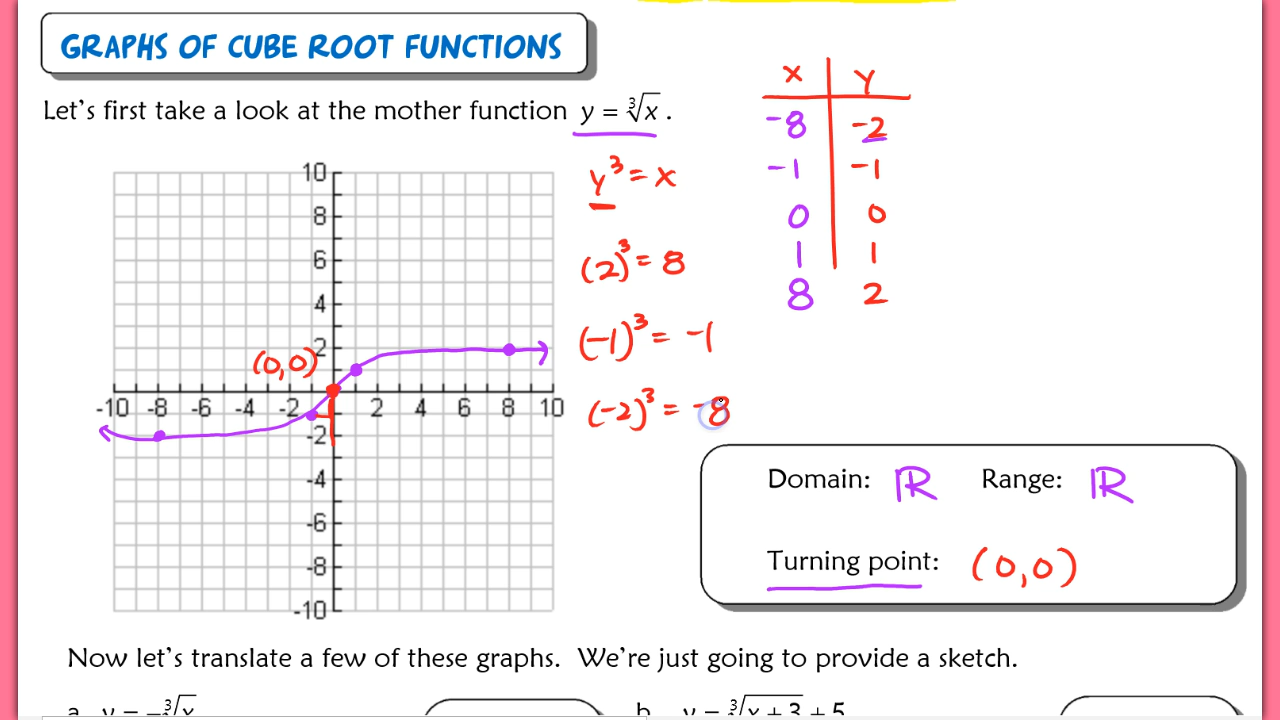 GRAPHS OF CUBE ROOT FUNCTIONS
Let's first take a look at the mother function y = ∛x .
x y
-8 -2
-1 -1
0 0
1 1
8 2
y³ = x
(2)³ = 8
(-1)³ = -1
(-2)³ = -8
10
8
6
4
2
(0,0)
-10 -8 -6 -4 -2 2 4 6 8 10
-2
-4
-6
-8
-10
Domain: ℝ Range: ℝ
Turning point: (0,0)
Now let's translate a few of these graphs. We're just going to provide a sketch.
a. y = -∛x
b. y = ∛(x + 3) + 5